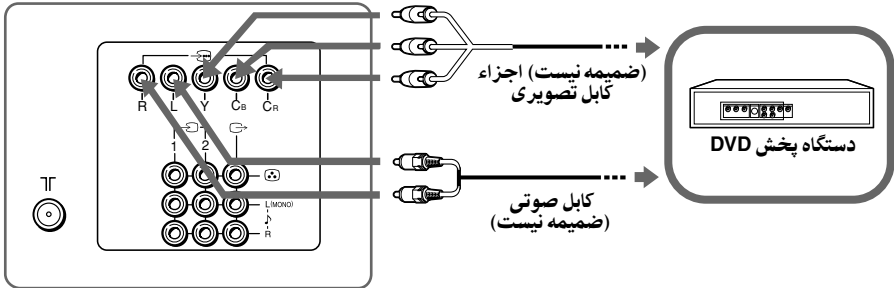 R L Y CB CR
1 2
L(MONO)
R
(ضمیمه نیست) اجزاء
کابل تصویری
دستگاه پخش DVD
کابل صوتی
(ضمیمه نیست)